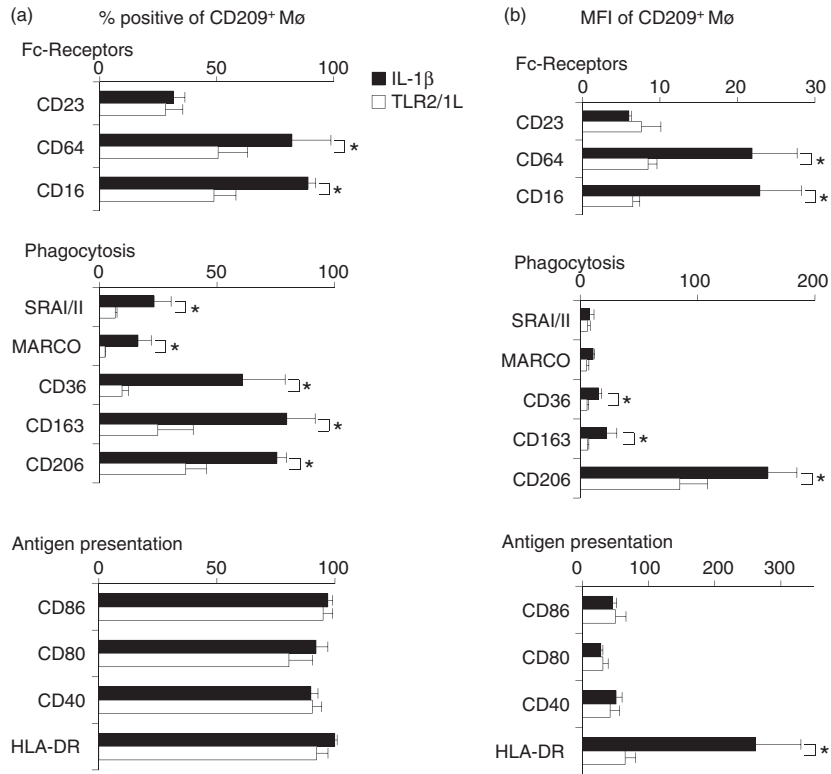 (a) % positive of CD209+ Mø
Fc-Receptors
0 50 100
IL-1β
TLR2/1L
CD23
CD64 *
CD16 *
Phagocytosis
0 50 100
SRAI/II *
MARCO *
CD36 *
CD163 *
CD206 *
Antigen presentation
0 50 100
CD86
CD80
CD40
HLA-DR
(b) MFI of CD209+ Mø
Fc-Receptors
0 10 20 30
CD23
CD64 *
CD16 *
Phagocytosis
0 100 200
SRAI/II
MARCO
CD36 *
CD163 *
CD206 *
Antigen presentation
0 100 200 300
CD86
CD80
CD40
HLA-DR *